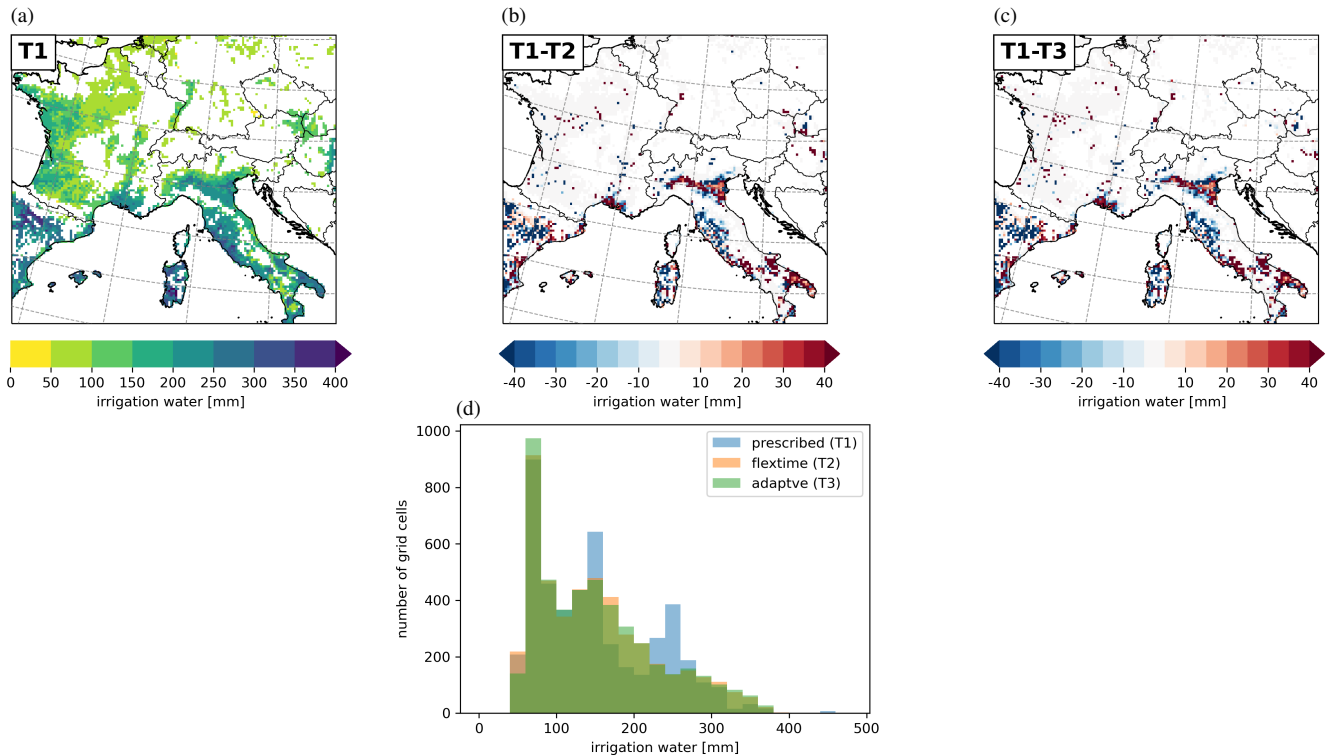 (a)
(b)
(c)
T1
T1-T2
T1-T3
0 50 100 150 200 250 300 350 400
irrigation water [mm]
-40 -30 -20 -10 10 20 30 40
irrigation water [mm]
-40 -30 -20 -10 10 20 30 40
irrigation water [mm]
(d)
1000
800
600
400
200
0
number of grid cells
prescribed (T1)
flextime (T2)
adaptve (T3)
0 100 200 300 400 500
irrigation water [mm]